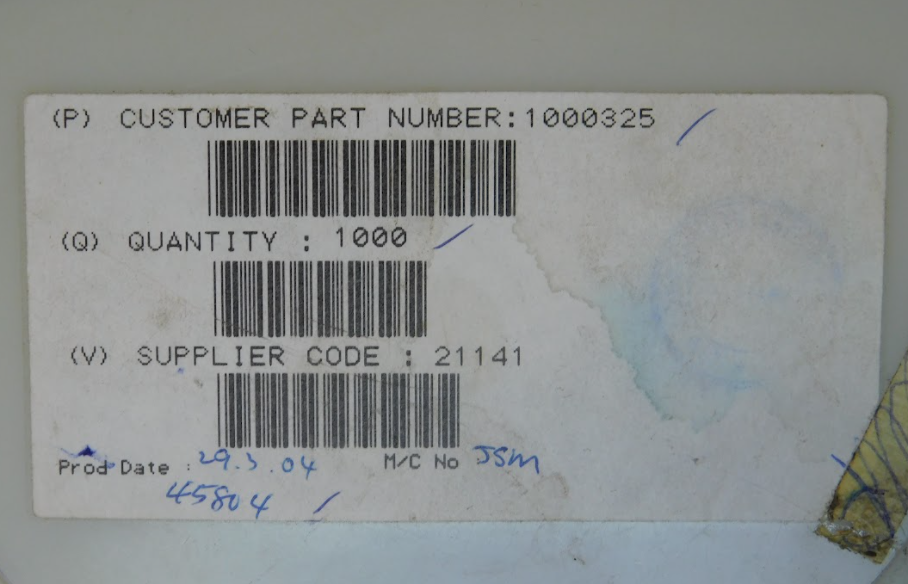 (P) CUSTOMER PART NUMBER:1000325
(Q) QUANTITY : 1000
(V) SUPPLIER CODE : 21141
Prod Date : 29.3.04 M/C No JSM
45804